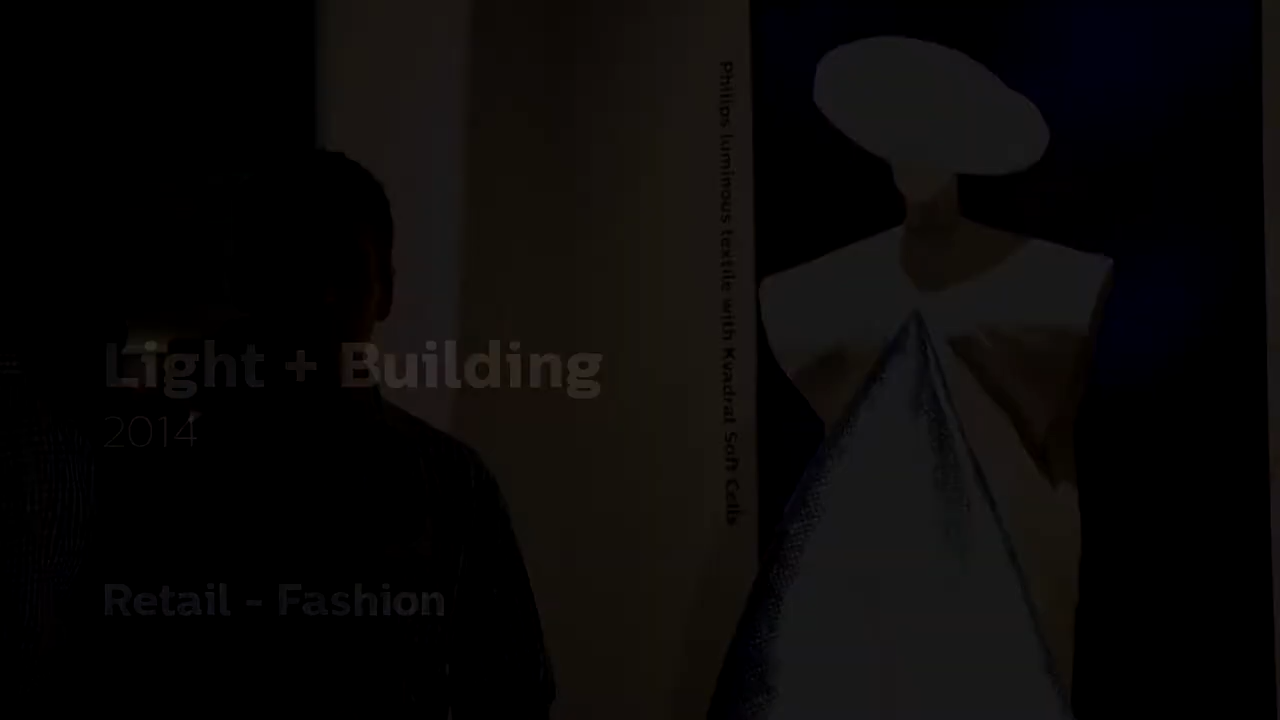 Light + Building
2014
Retail - Fashion
Philips luminous textile with Kvadrat Soft Cells